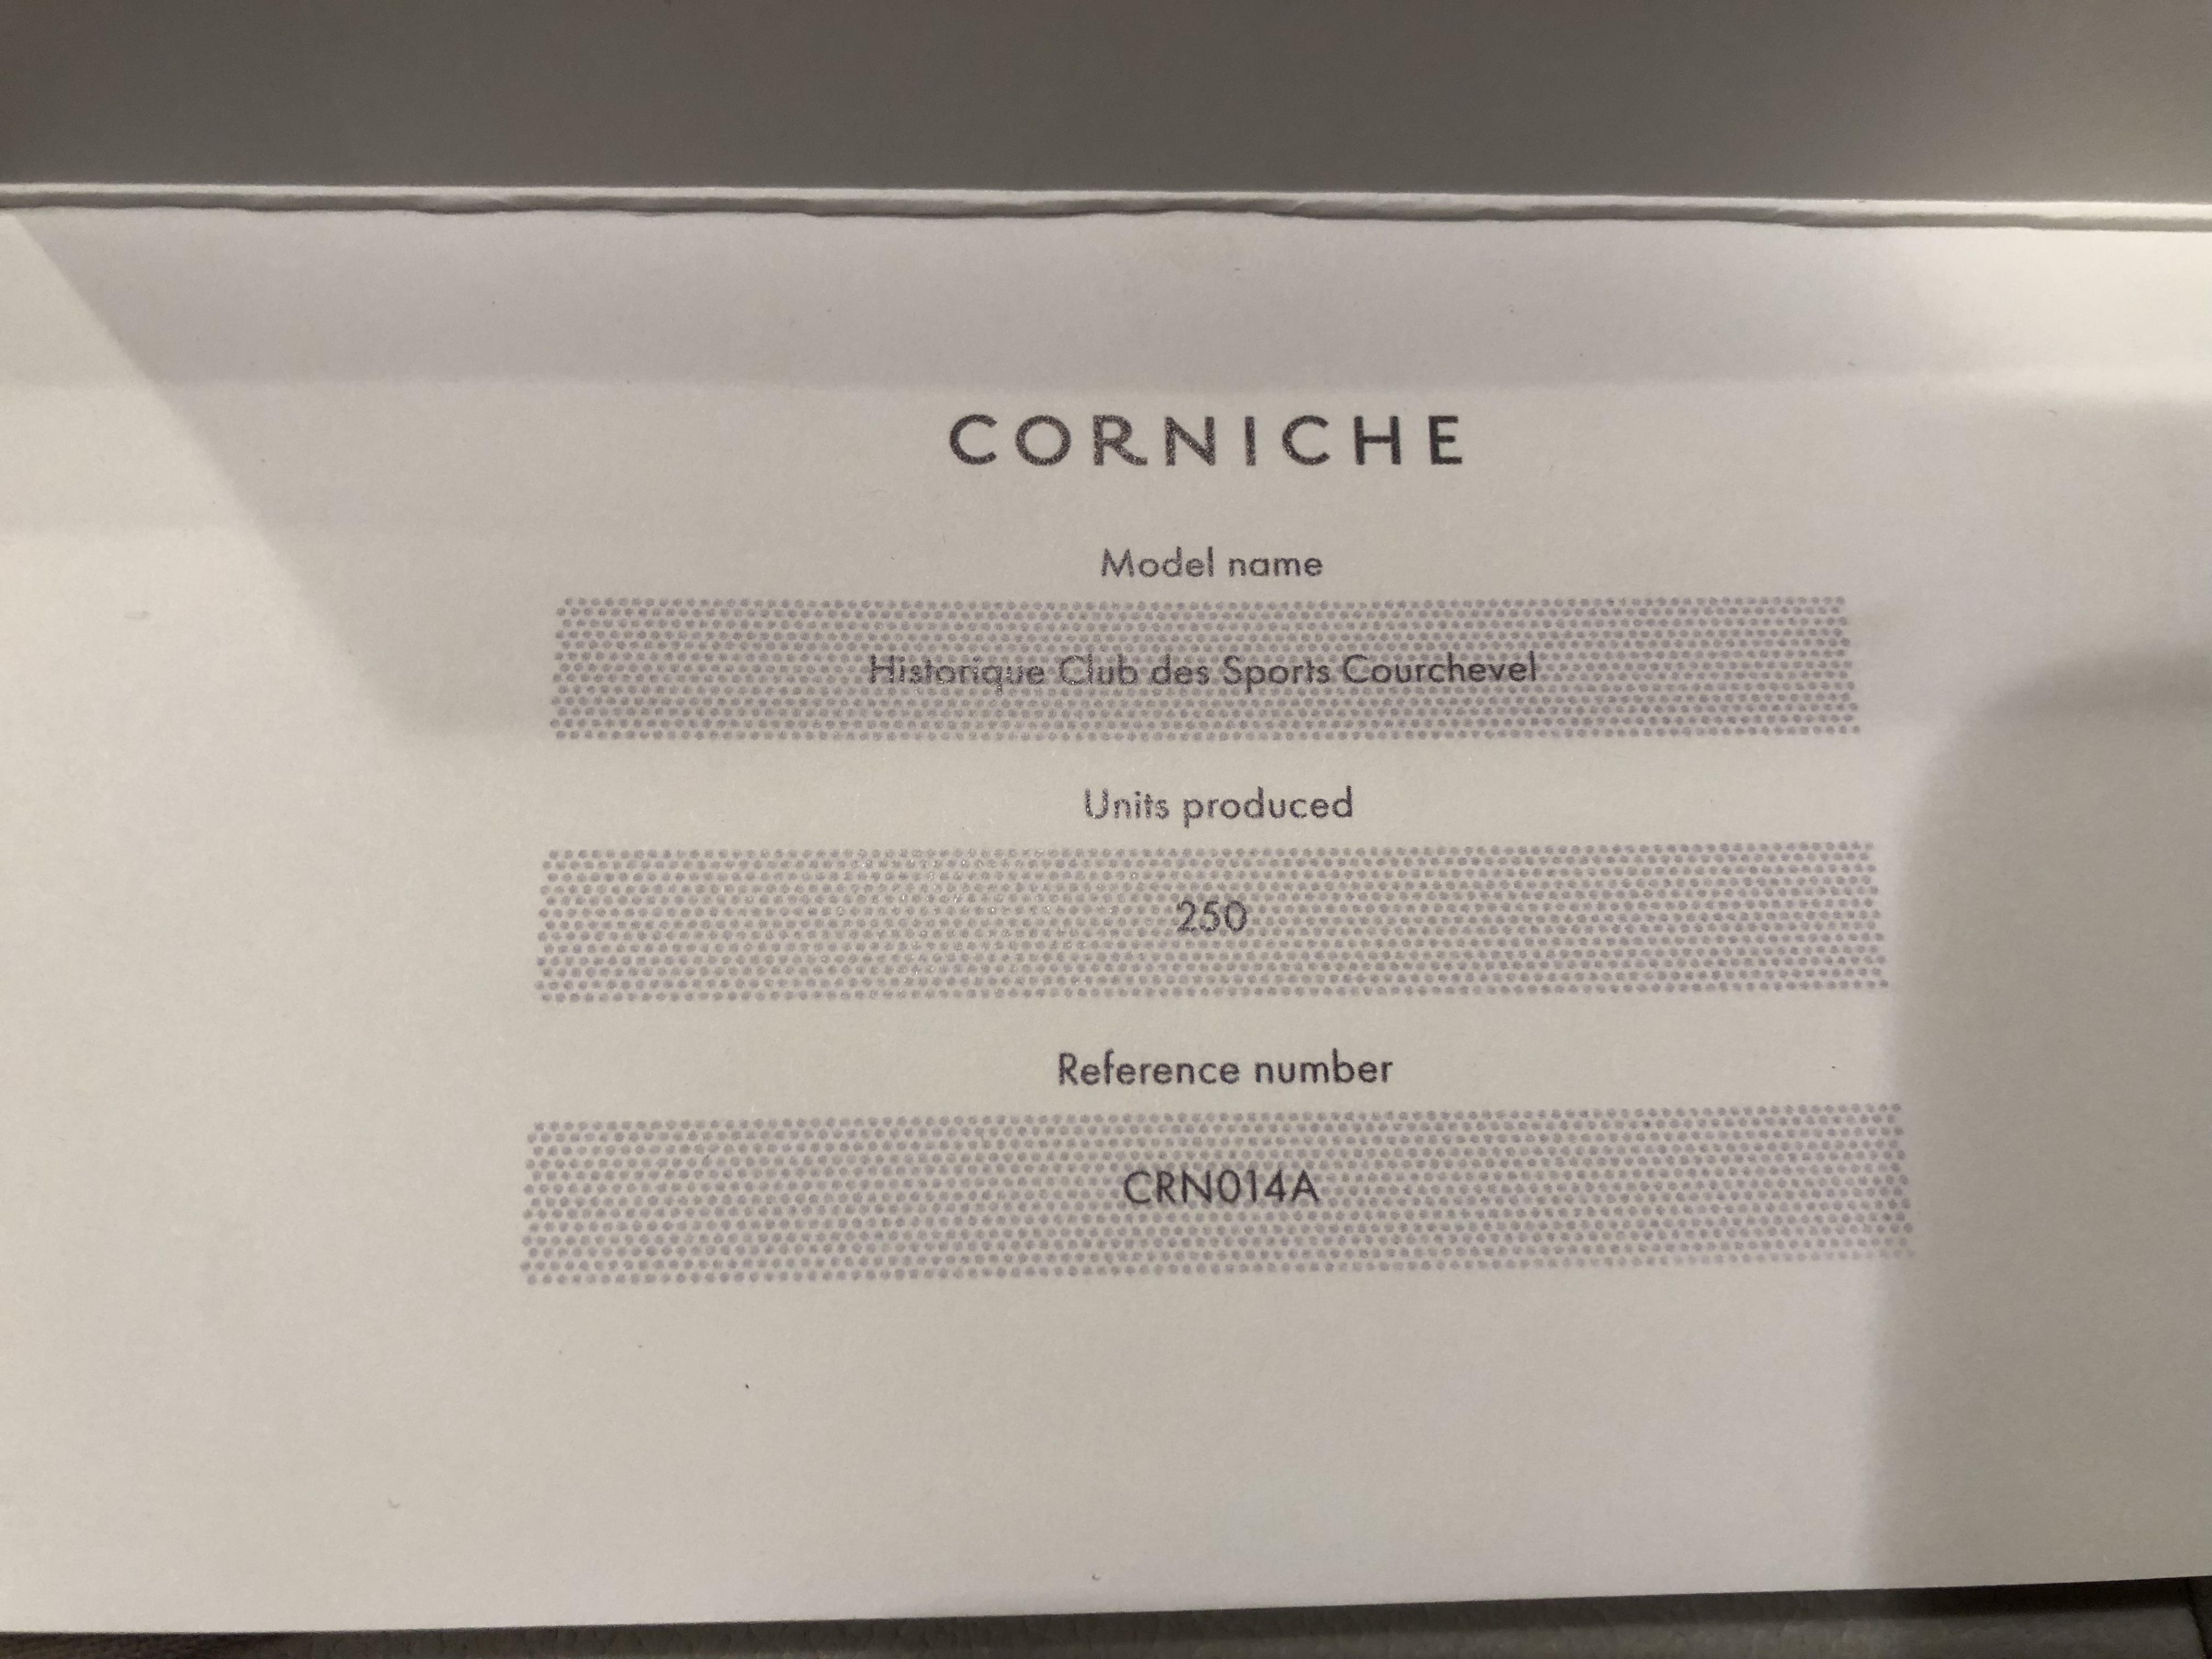 CORNICHE
Model name
Historique Club des Sports Courchevel
Units produced
250
Reference number
CRN014A